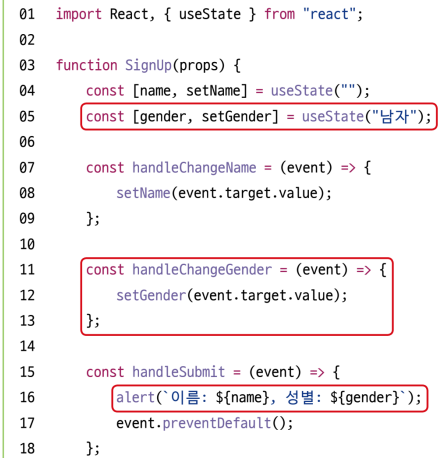 01 import React, { useState } from "react";
02
03 function SignUp(props) {
04     const [name, setName] = useState("");
05     const [gender, setGender] = useState("남자");
06
07     const handleChangeName = (event) => {
08         setName(event.target.value);
09     };
10
11     const handleChangeGender = (event) => {
12         setGender(event.target.value);
13     };
14
15     const handleSubmit = (event) => {
16         alert(`이름: ${name}, 성별: ${gender}`);
17         event.preventDefault();
18     };